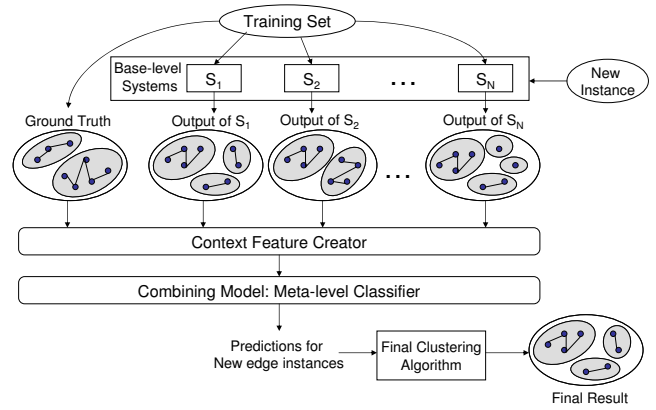 Training Set
Base-level
Systems
S1
S2
...
SN
New
Instance
Ground Truth
Output of S1
Output of S2
Output of SN
...
Context Feature Creator
Combining Model: Meta-level Classifier
Predictions for
New edge instances
Final Clustering
Algorithm
Final Result